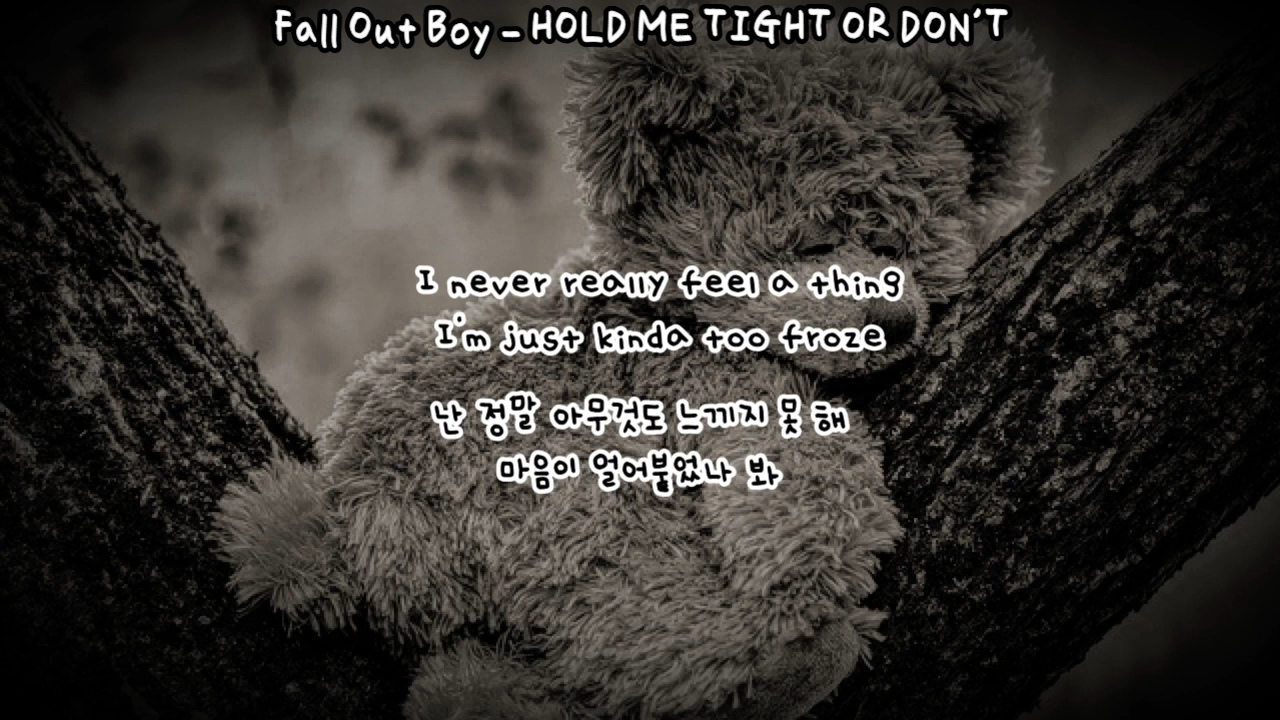 Fall Out Boy - HOLD ME TIGHT OR DON'T
I never really feel a thing
I'm just kinda too froze
난 정말 아무것도 느끼지 못 해
마음이 얼어붙었나 봐